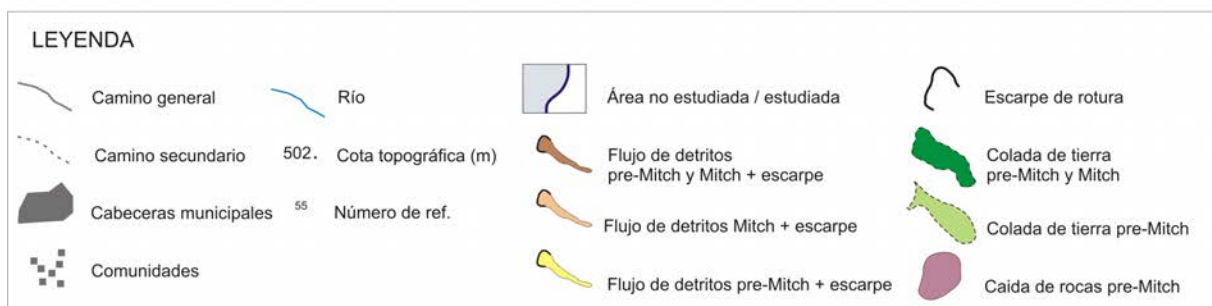 LEYENDA
Camino general
Río
Área no estudiada / estudiada
Escarpe de rotura
Camino secundario
502. Cota topográfica (m)
Flujo de detritos
pre-Mitch y Mitch + escarpe
Colada de tierra
pre-Mitch y Mitch
Cabeceras municipales
55 Número de ref.
Flujo de detritos Mitch + escarpe
Colada de tierra pre-Mitch
Comunidades
Flujo de detritos pre-Mitch + escarpe
Caida de rocas pre-Mitch